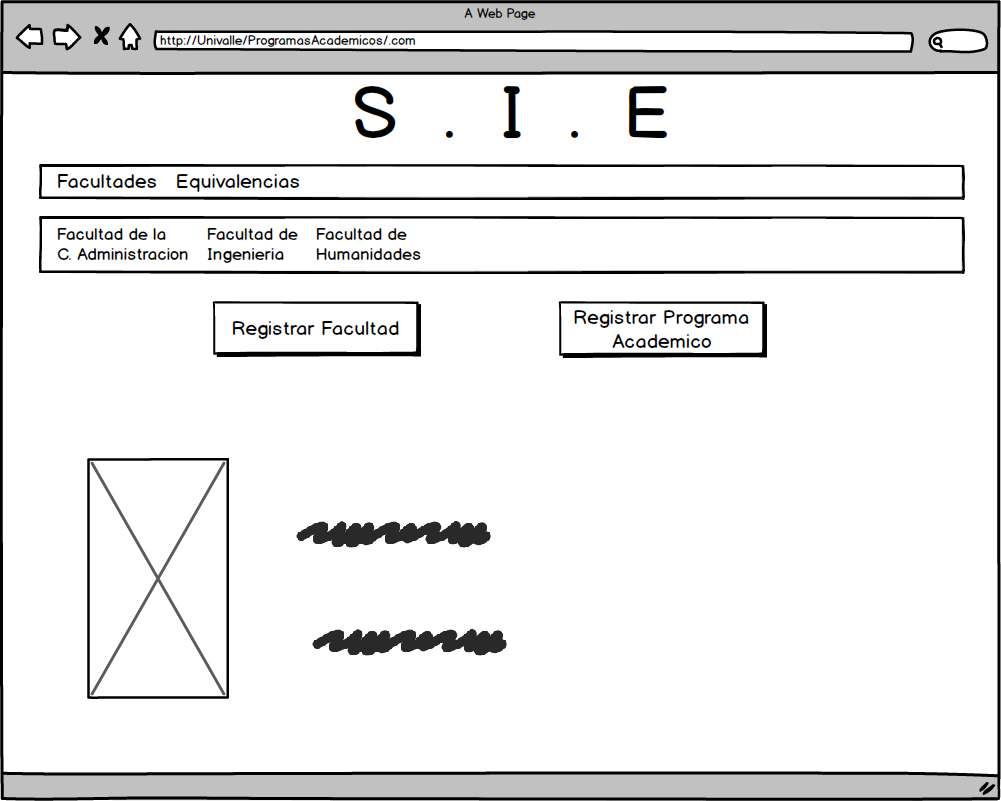 A Web Page
http://Univalle/ProgramasAcademicos/.com
S . I . E
Facultades Equivalencias
Facultad de la Facultad de Facultad de
C. Administracion Ingenieria Humanidades
Registrar Facultad
Registrar Programa
Academico